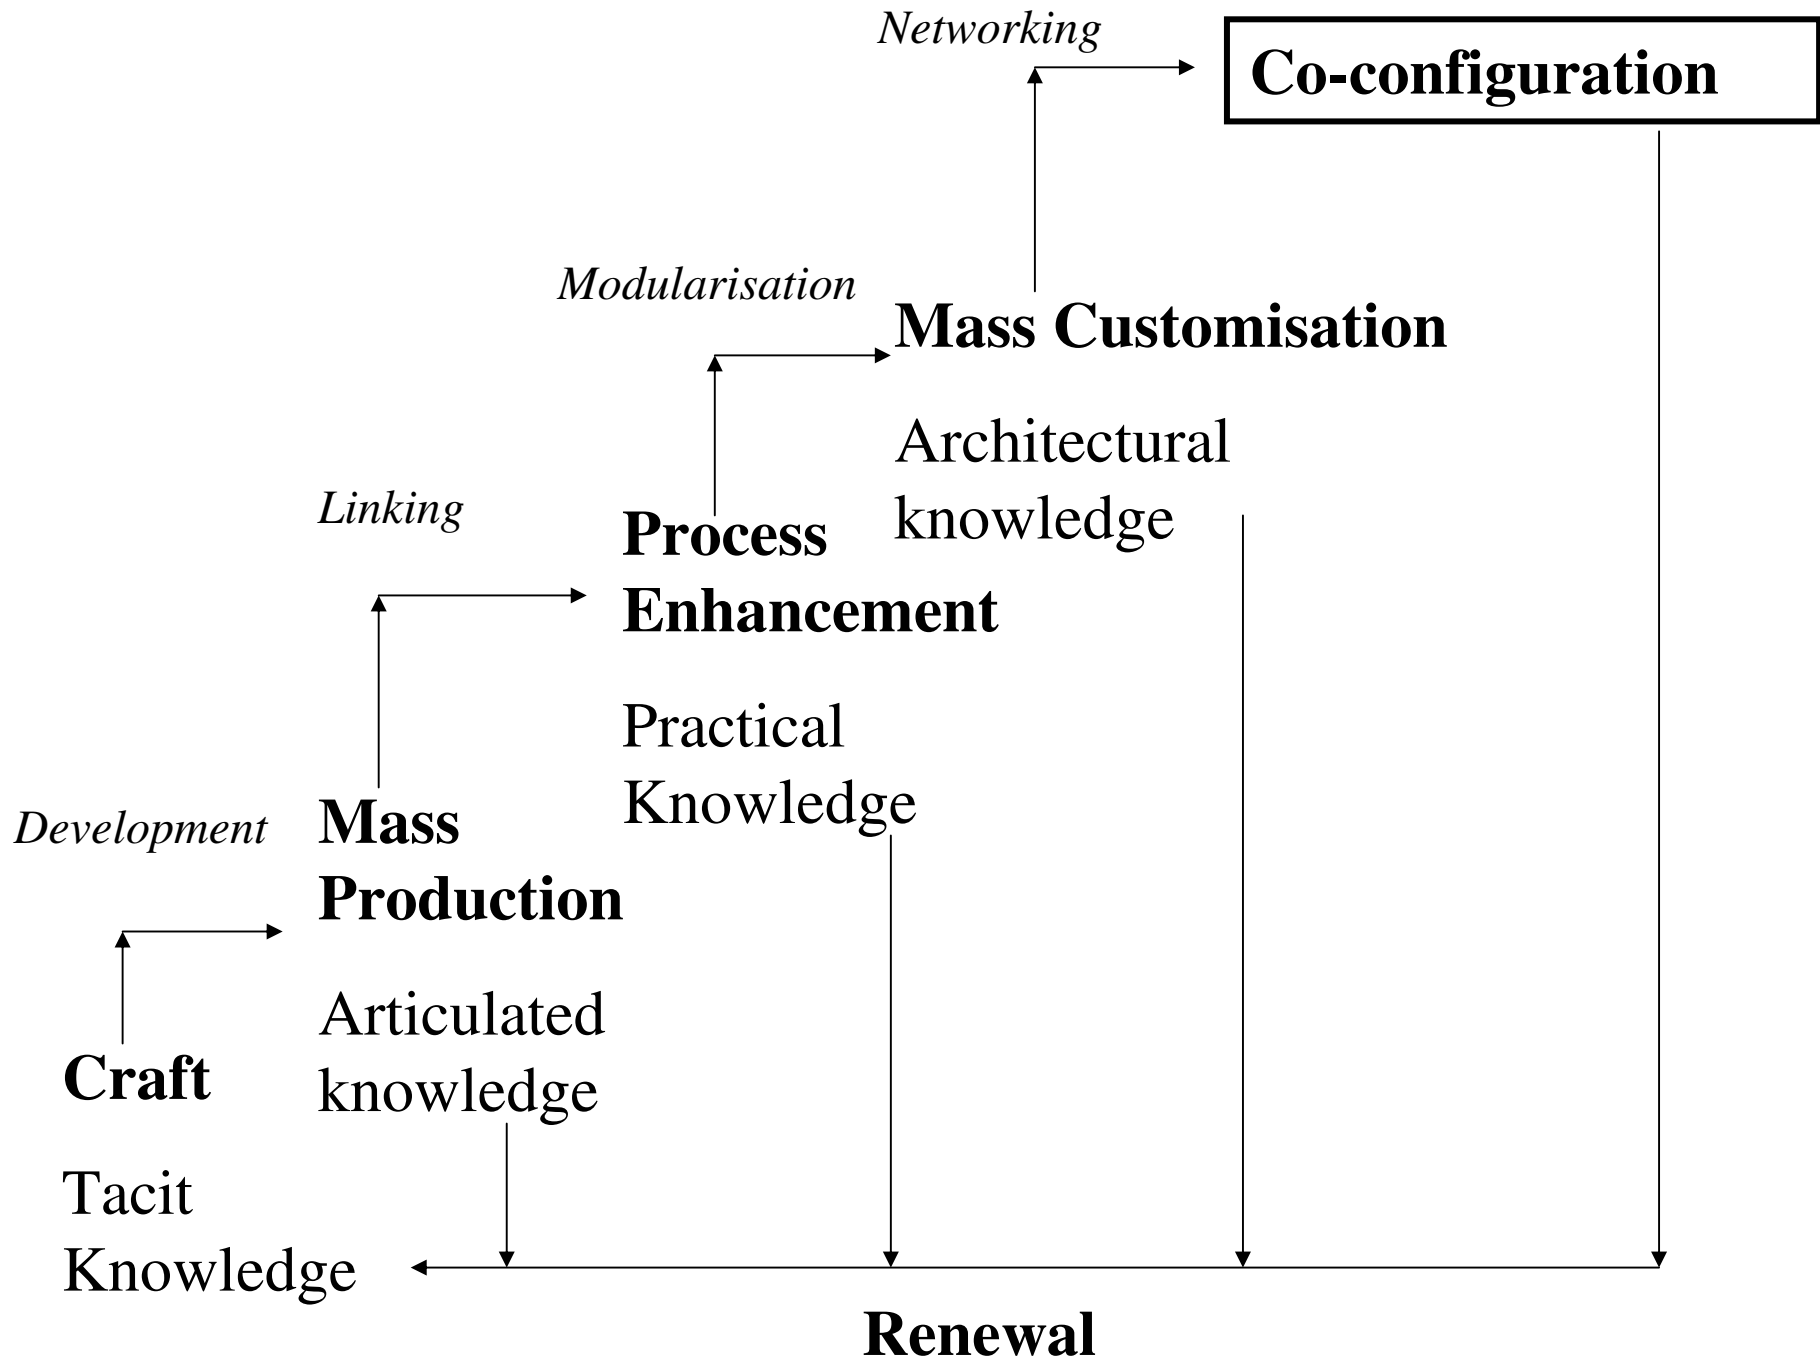 Networking
Co-configuration
Modularisation
Mass Customisation
Architectural
knowledge
Linking
Process
Enhancement
Practical
Knowledge
Development
Mass
Production
Articulated
knowledge
Craft
Tacit
Knowledge
Renewal